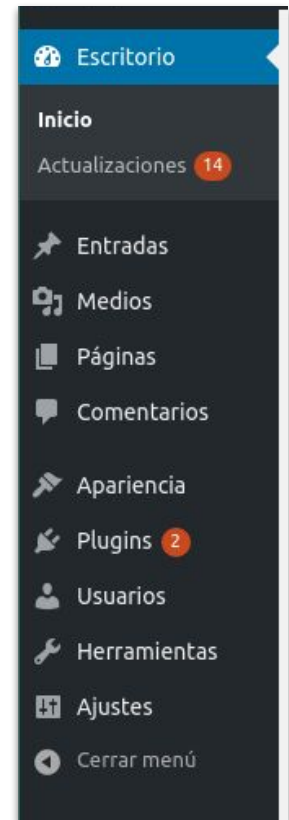 Escritorio
Inicio
Actualizaciones 14
Entradas
Medios
Páginas
Comentarios
Apariencia
Plugins 2
Usuarios
Herramientas
Ajustes
Cerrar menú